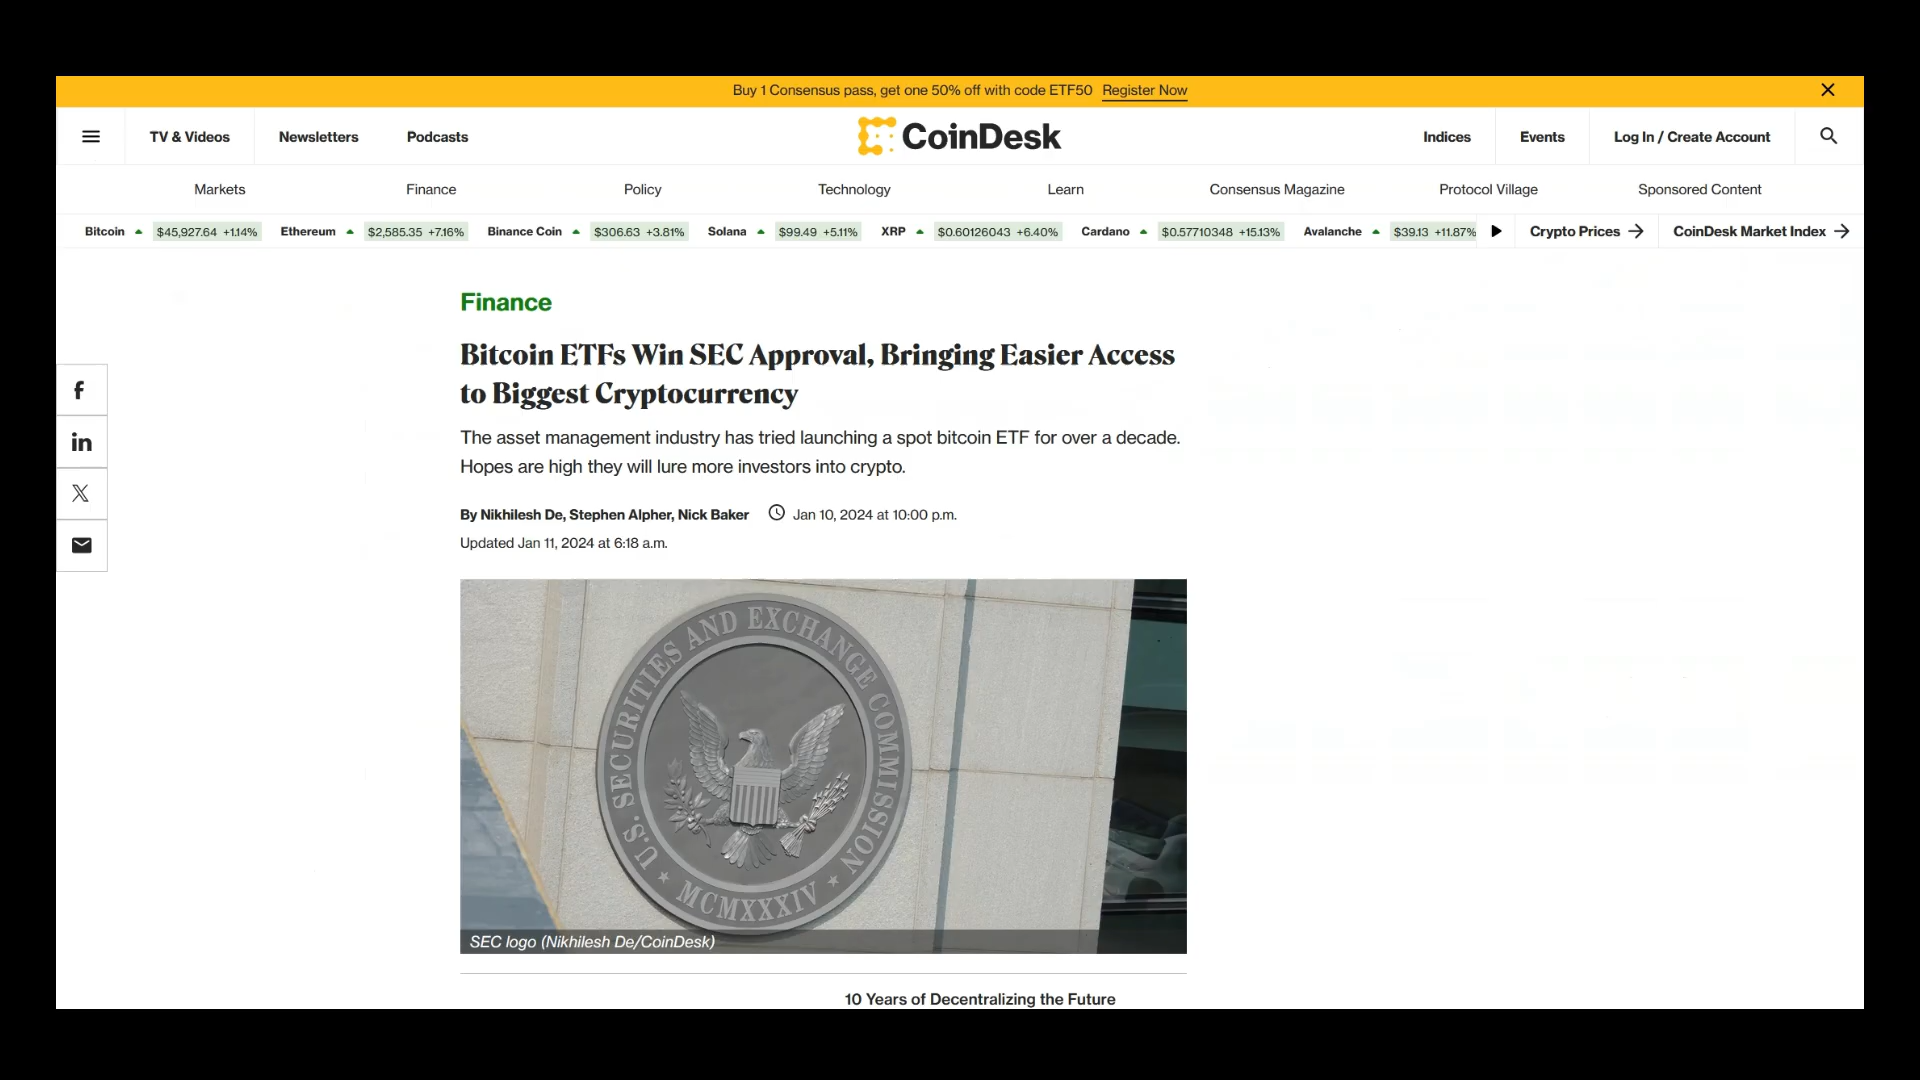 Buy 1 Consensus pass, get one 50% off with code ETF50 Register Now
TV & Videos Newsletters Podcasts CoinDesk Indices Events Log In / Create Account
Markets Finance Policy Technology Learn Consensus Magazine Protocol Village Sponsored Content
Bitcoin $45,927.64 +1.14% Ethereum $2,585.35 +7.16% Binance Coin $306.63 +3.81% Solana $99.49 +5.11% XRP $0.60126043 +6.40% Cardano $0.57710348 +15.13% Avalanche $39.13 +11.87% Crypto Prices CoinDesk Market Index
Finance
Bitcoin ETFs Win SEC Approval, Bringing Easier Access
to Biggest Cryptocurrency
The asset management industry has tried launching a spot bitcoin ETF for over a decade.
Hopes are high they will lure more investors into crypto.
By Nikhilesh De, Stephen Alpher, Nick Baker Jan 10, 2024 at 10:00 p.m.
Updated Jan 11, 2024 at 6:18 a.m.
U.S. SECURITIES AND EXCHANGE COMMISSION
MCMXXXIV
SEC logo (Nikhilesh De/CoinDesk)
10 Years of Decentralizing the Future